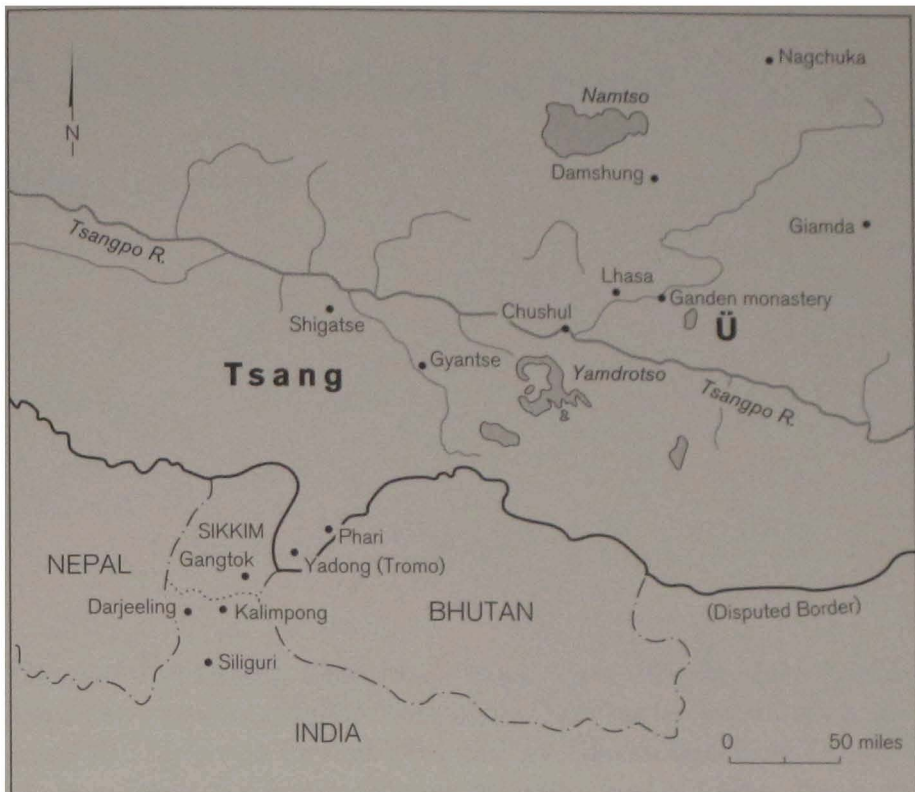 Nagchuka
Namtso
N
Damshung
Tsangpo R.
Giamda
Lhasa
Ganden monastery
Chushul
Shigatse
Ü
Gyantse
Tsang
Yamdrotso
Tsangpo R.
SIKKIM
Phari
NEPAL
Gangtok
Yadong (Tromo)
Darjeeling
Kalimpong
BHUTAN
(Disputed Border)
Siliguri
INDIA
0 50 miles